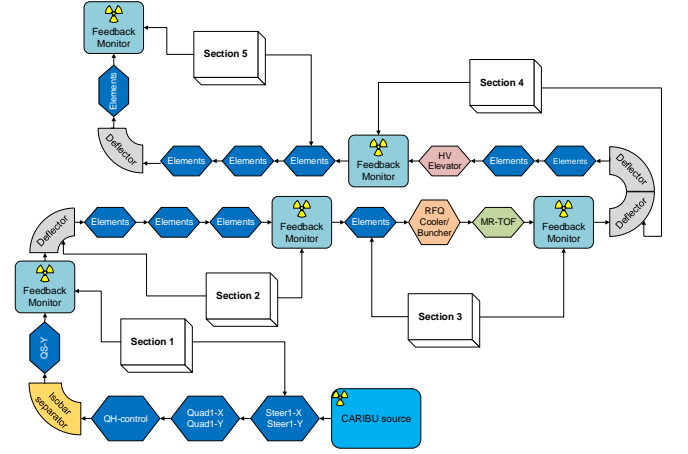 Feedback
Monitor
Section 5
Section 4
Elements
Deflector
Elements
Elements
Elements
Feedback
Monitor
HV
Elevator
Elements
Elements
Deflector
Deflector
Deflector
Elements
Elements
Elements
Feedback
Monitor
Elements
RFQ
Cooler/
Buncher
MR-TOF
Feedback
Monitor
Feedback
Monitor
Section 2
Section 3
Section 1
QS-Y
Isobar
separator
QH-control
Quad1-X
Quad1-Y
Steer1-X
Steer1-Y
CARIBU source